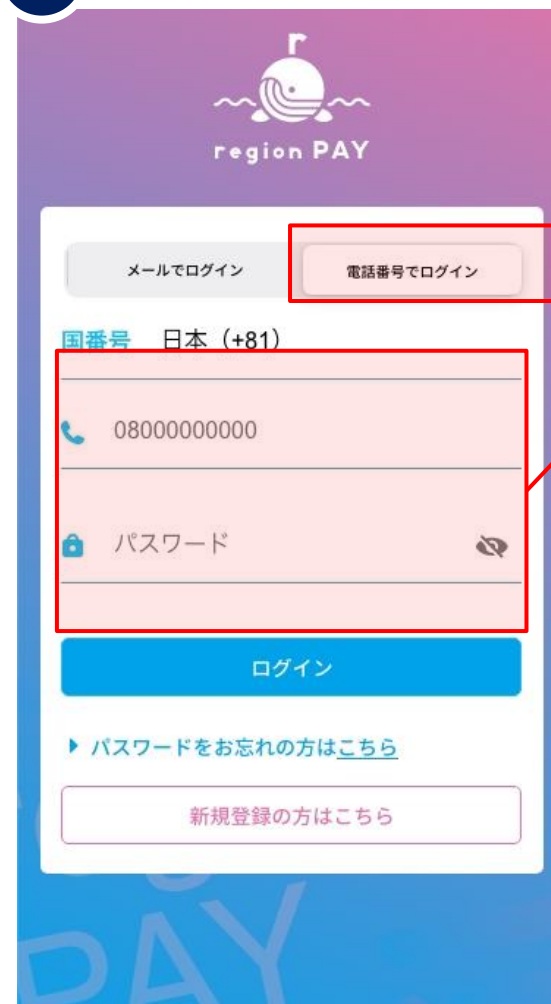 r
region PAY
メールでログイン 電話番号でログイン
国番号 日本（+81）
08000000000
パスワード
ログイン
パスワードをお忘れの方はこちら
新規登録の方はこちら
PAY